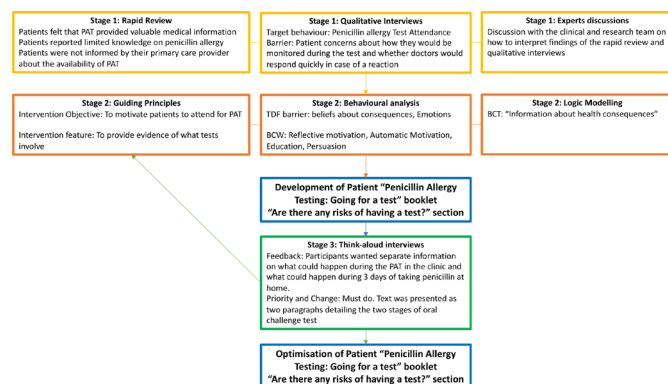 Stage 1: Rapid Review
Patients felt that PAT provided valuable medical information
Patients reported limited knowledge on penicillin allergy
Patients were not informed by their primary care provider
about the availability of PAT
Stage 1: Qualitative Interviews
Target behaviour: Penicillin allergy Test Attendance
Barrier: Patient concerns about how they would be
monitored during the test and whether doctors would
respond quickly in case of a reaction
Stage 1: Experts discussions
Discussion with the clinical and research team on
how to interpret findings of the rapid review and
qualitative interviews
Stage 2: Guiding Principles
Intervention Objective: To motivate patients to attend for PAT
Intervention feature: To provide evidence of what tests
involve
Stage 2: Behavioural analysis
TDF barrier: beliefs about consequences, Emotions
BCW: Reflective motivation, Automatic Motivation,
Education, Persuasion
Stage 2: Logic Modelling
BCT: “Information about health consequences”
Development of Patient “Penicillin Allergy
Testing: Going for a test” booklet
“Are there any risks of having a test?” section
Stage 3: Think-aloud interviews
Feedback: Participants wanted separate information
on what could happen during the PAT in the clinic and
what could happen during 3 days of taking penicillin at
home.
Priority and Change: Must do. Text was presented as
two paragraphs detailing the two stages of oral
challenge test
Optimisation of Patient “Penicillin Allergy
Testing: Going for a test” booklet
“Are there any risks of having a test?” section